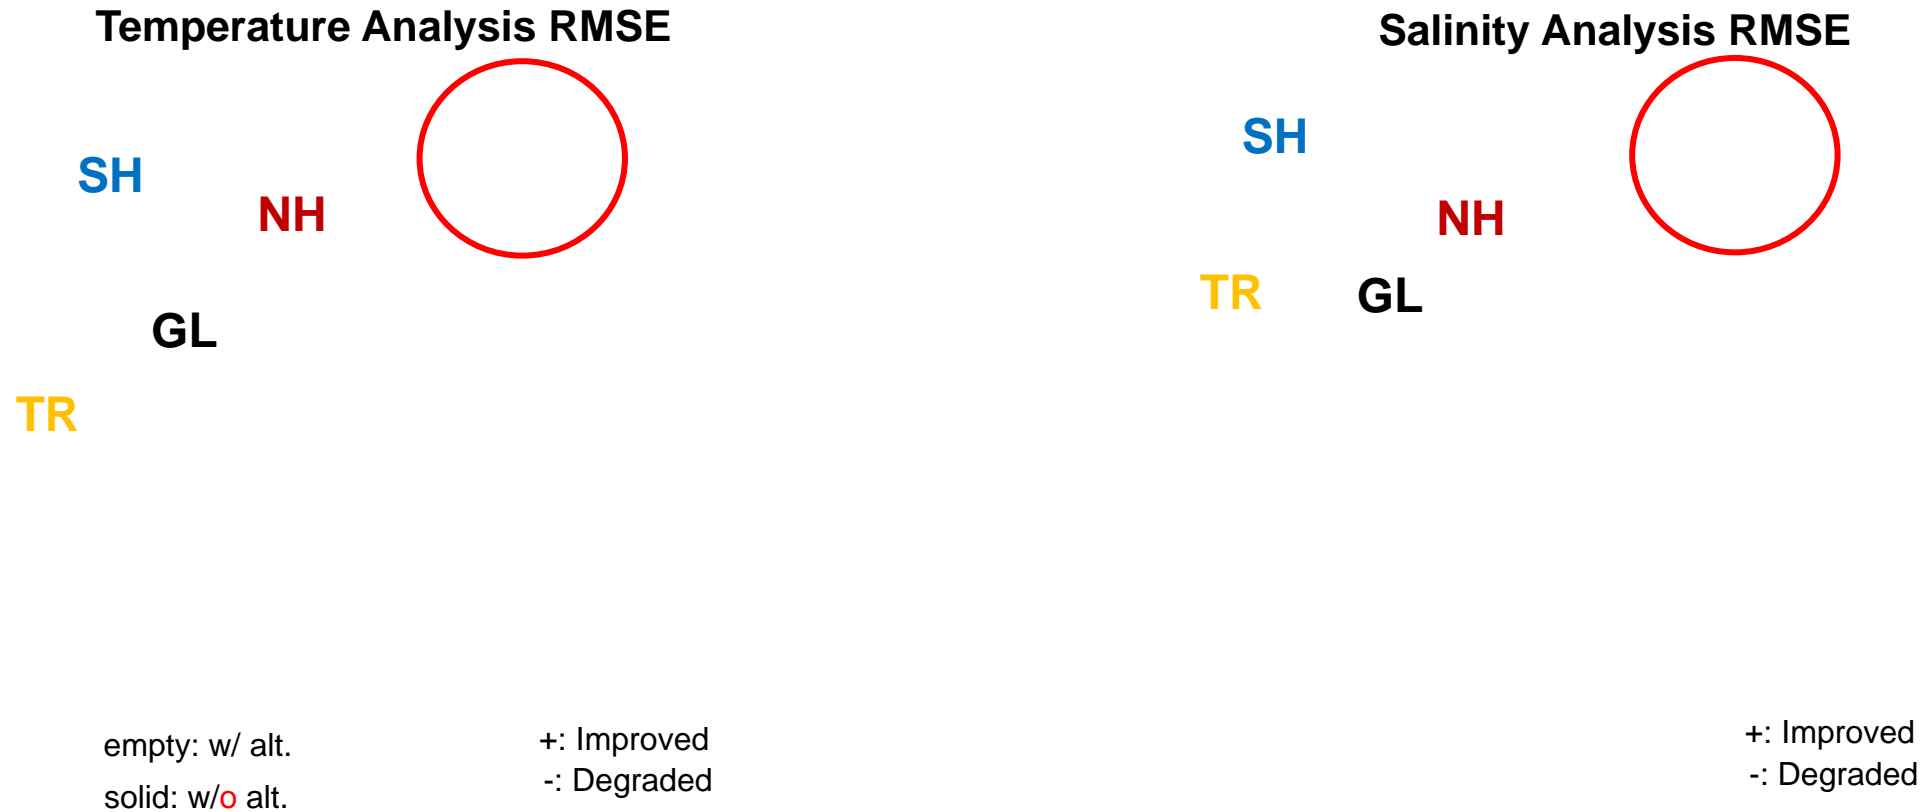 Temperature Analysis RMSE
SH
NH
GL
TR
empty: w/ alt.
solid: w/o alt.
+: Improved
-: Degraded
Salinity Analysis RMSE
SH
NH
TR
GL
+: Improved
-: Degraded